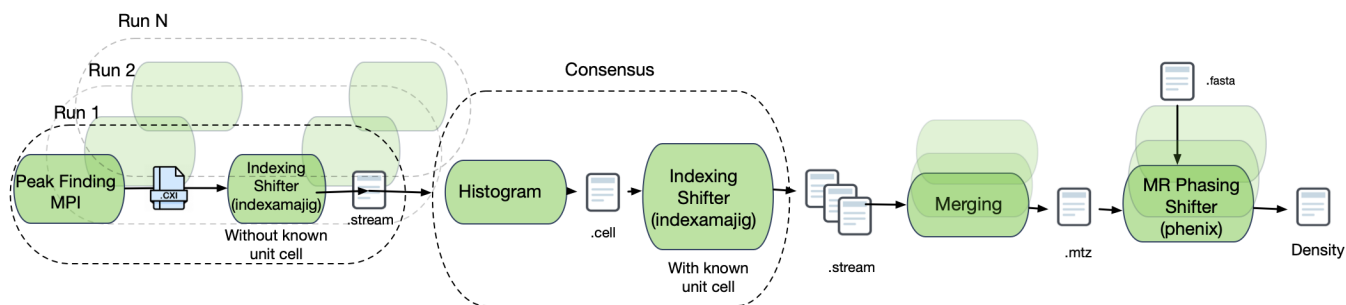 Run N
Run 2
Run 1
Peak Finding
MPI
.CXI
Indexing
Shifter
(indexamajig)
Without known
unit cell
.stream
Consensus
Histogram
.cell
Indexing
Shifter
(indexamajig)
With known
unit cell
.stream
Merging
.mtz
.fasta
MR Phasing
Shifter
(phenix)
Density